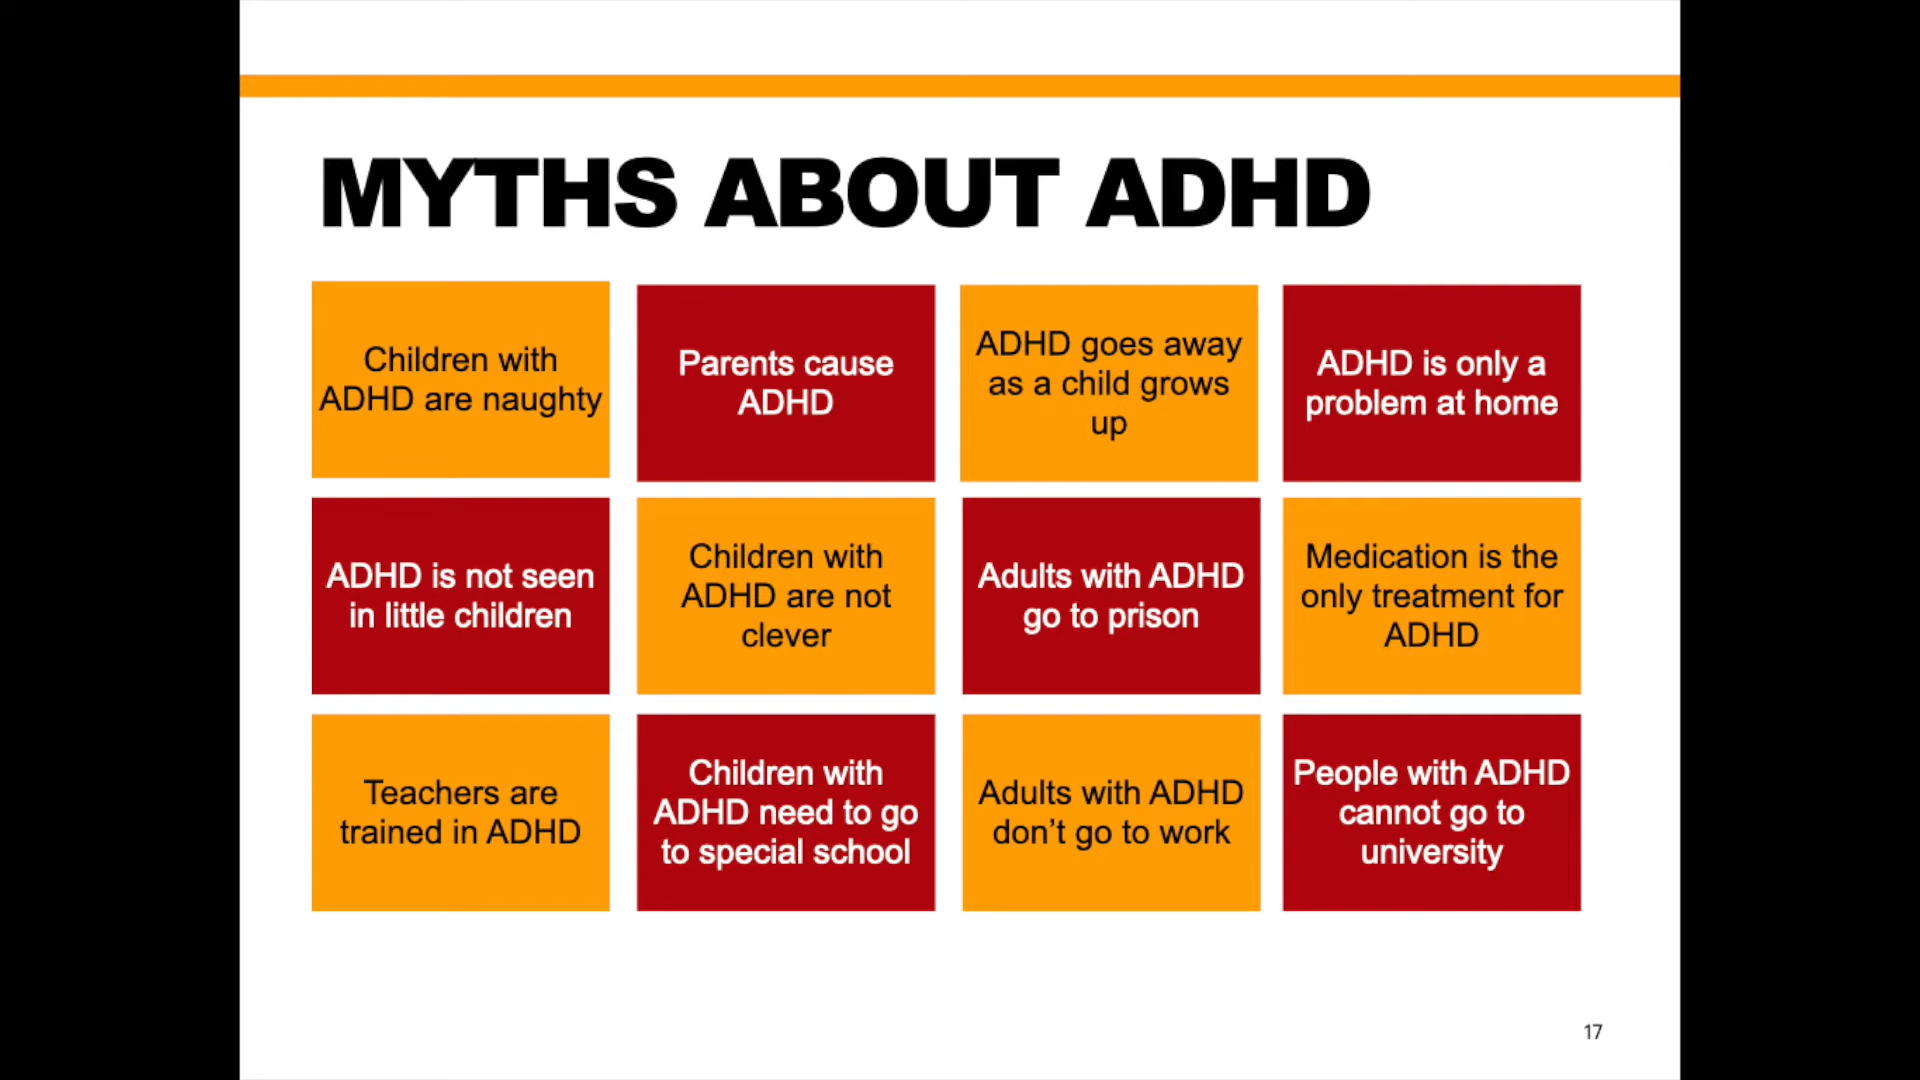 MYTHS ABOUT ADHD
Children with
ADHD are naughty
Parents cause
ADHD
ADHD goes away
as a child grows
up
ADHD is only a
problem at home
ADHD is not seen
in little children
Children with
ADHD are not
clever
Adults with ADHD
go to prison
Medication is the
only treatment for
ADHD
Teachers are
trained in ADHD
Children with
ADHD need to go
to special school
Adults with ADHD
don’t go to work
People with ADHD
cannot go to
university
17